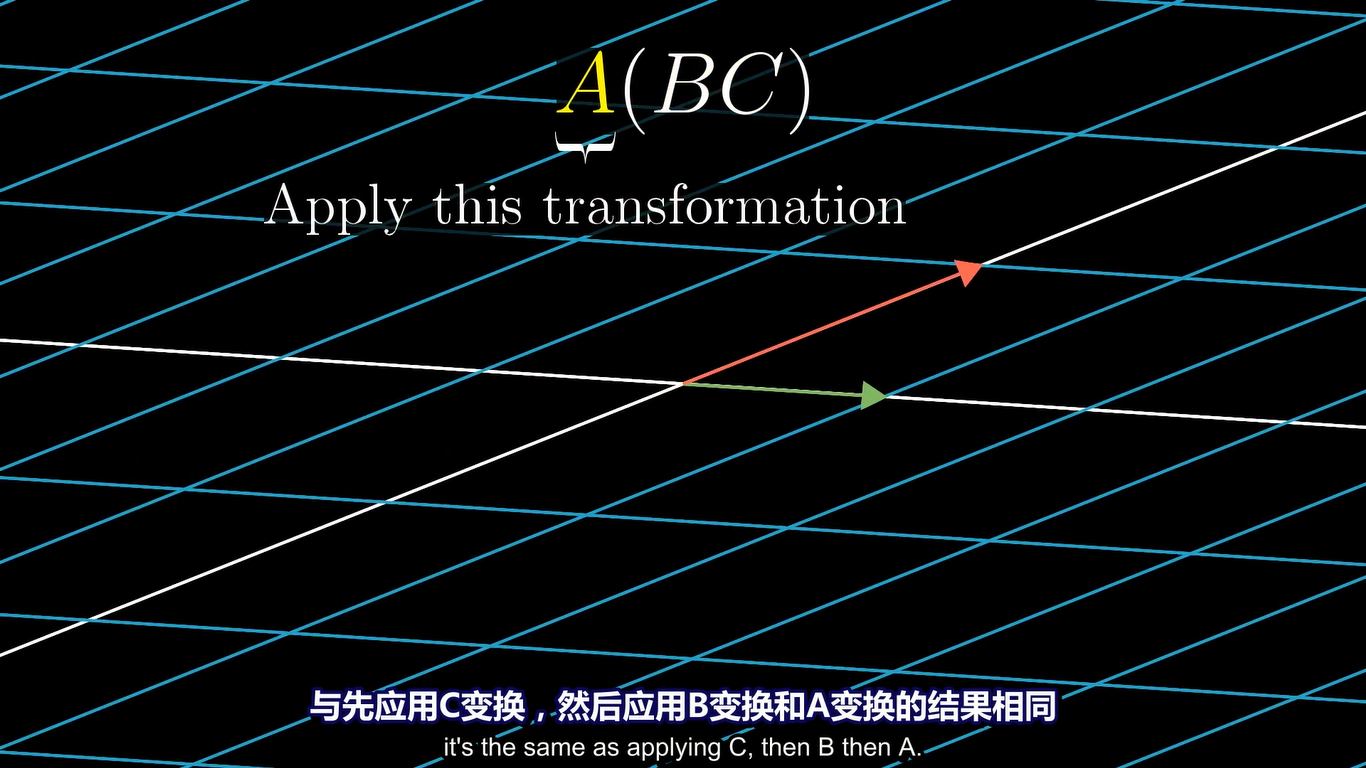 A(BC)
Apply this transformation
与先应用C变换，然后应用B变换和A变换的结果相同
it's the same as applying C, then B then A.